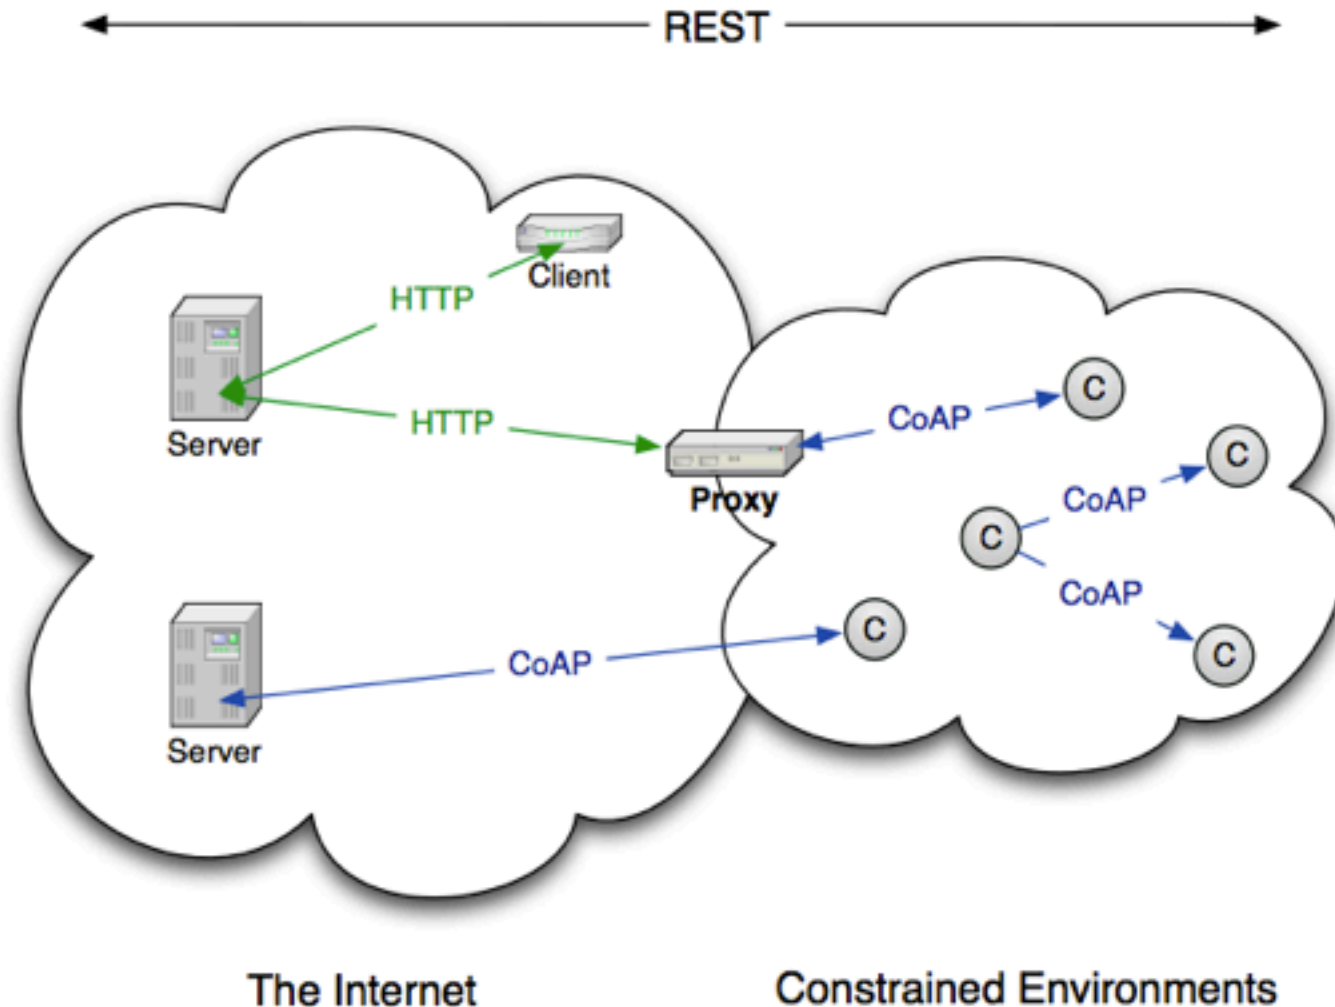 REST
Client
HTTP
Server
HTTP
Proxy
CoAP
C
C
CoAP
C
CoAP
C
C
CoAP
Server
The Internet
Constrained Environments